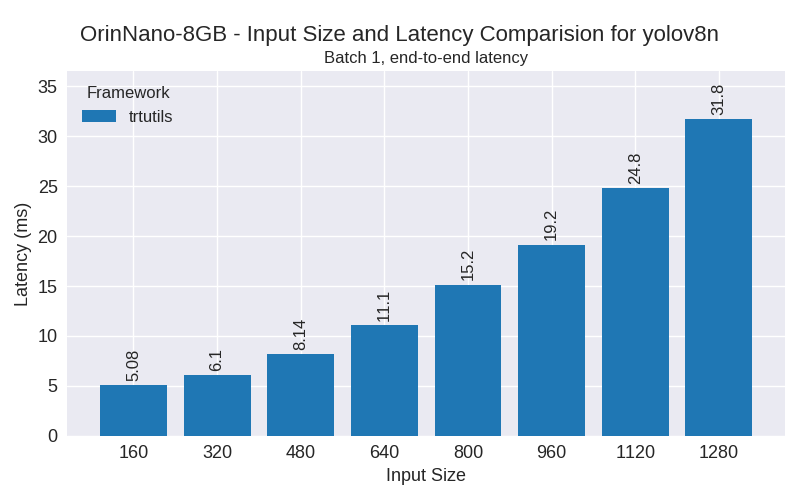 OrinNano-8GB - Input Size and Latency Comparision for yolov8n
Batch 1, end-to-end latency
Framework
trtutils
Latency (ms)
35
30
25
20
15
10
5
0
5.08
6.1
8.14
11.1
15.2
19.2
24.8
31.8
160 320 480 640 800 960 1120 1280
Input Size